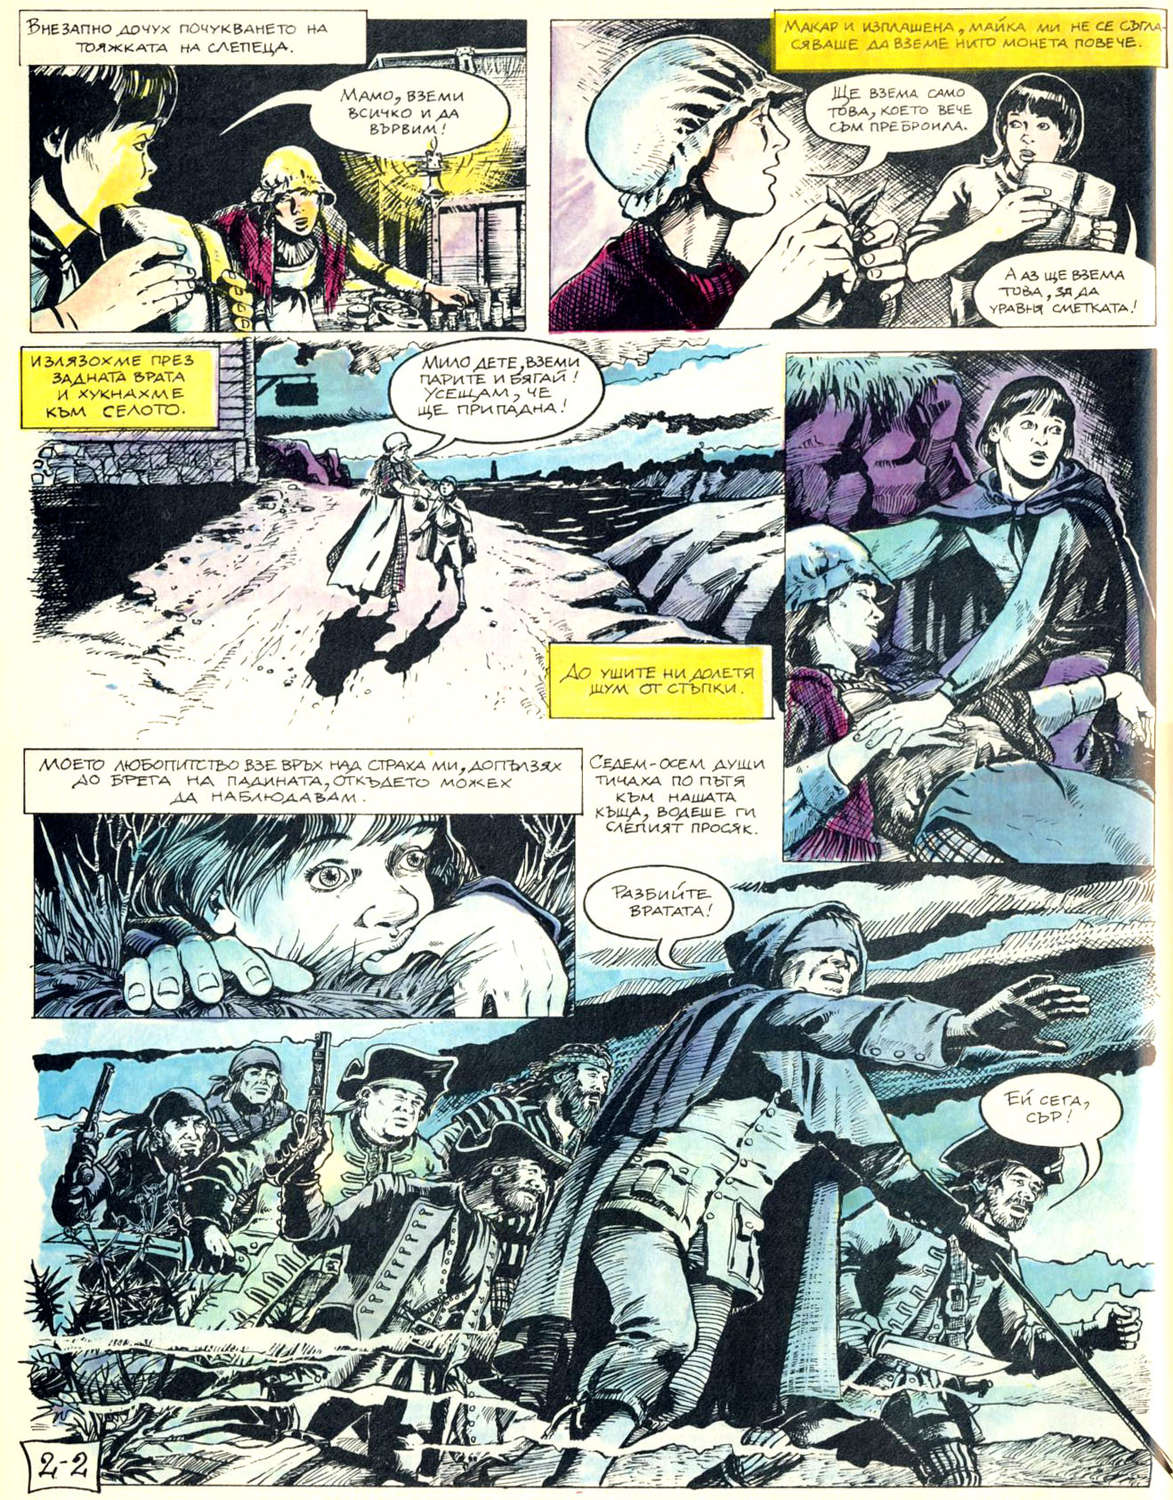 ВНЕЗАПНО ДОЧУХ ПОЧУКВАНЕТО НА
ТОЯЖКАТА НА СЛЕПЕЦА.
МАМО, ВЗЕМИ
ВСИЧКО И ДА
ВЪРВИМ!
МАКАР И ИЗПЛАШЕНА, МАЙКА МИ НЕ СЕ СЪГЛА-
СЯВАШЕ ДА ВЗЕМЕ НИТО МОНЕТА ПОВЕЧЕ.
ЩЕ ВЗЕМА САМО
ТОВА, КОЕТО ВЕЧЕ
СЪМ ПРЕБРОИЛА.
А АЗ ЩЕ ВЗЕМА
ТОВА, ЗА ДА
УРАВНЯ СМЕТКАТА!
ИЗЛЯЗОХМЕ ПРЕЗ
ЗАДНАТА ВРАТА
И ХУКНАХМЕ
КЪМ СЕЛОТО.
МИЛО ДЕТЕ, ВЗЕМИ
ПАРИТЕ И БЯГАЙ!
УСЕЩАМ, ЧЕ
ЩЕ ПРИПАДНА!
ДО УШИТЕ НИ ДОЛЕТЯ
ШУМ ОТ СТЪПКИ.
МОЕТО ЛЮБОПИТСТВО ВЗЕ ВРЪХ НАД СТРАХА МИ, ДОПЪЛЗЯХ
ДО БРЕГА НА ПАДИНАТА, ОТКЪДЕТО МОЖЕХ
ДА НАБЛЮДАВАМ.
СЕДЕМ-ОСЕМ ДУШИ
ТИЧАХА ПО ПЪТЯ
КЪМ НАШАТА
КЪЩА, ВОДЕШЕ ГИ
СЛЕПИЯТ ПРОСЯК.
РАЗБИЙТЕ
ВРАТАТА!
ЕЙ СЕГА,
СЪР!
2-2